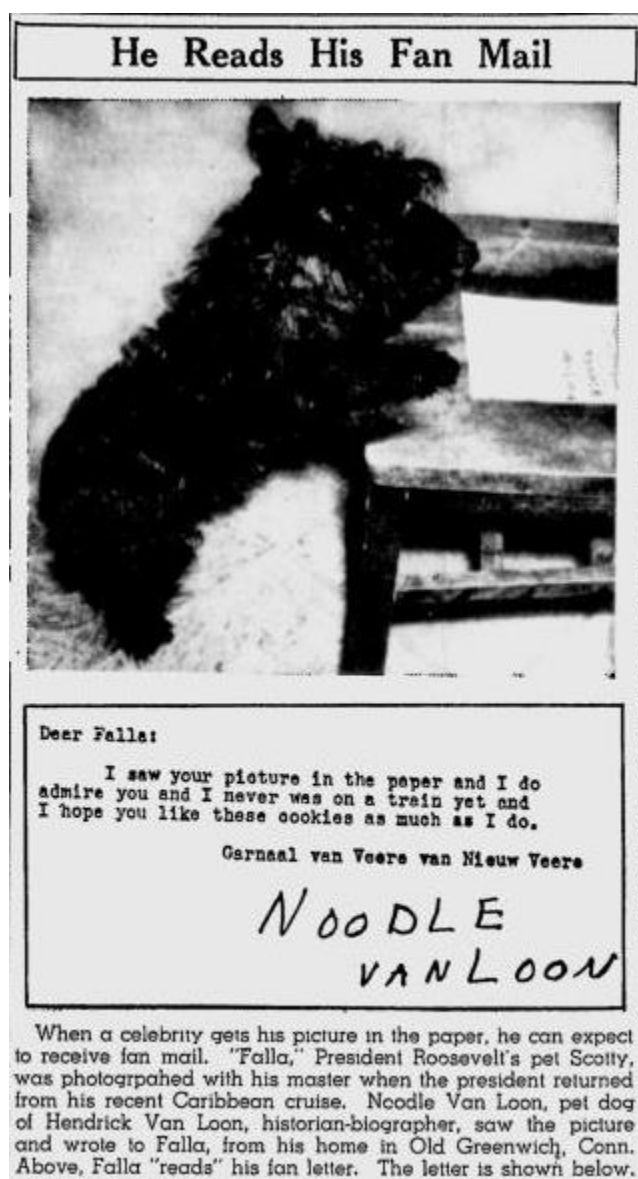 He Reads His Fan Mail
Dear Falla:
I saw your picture in the paper and I do
admire you and I never was on a train yet and
I hope you like these cookies as much as I do.
Garnaal van Veere van Nieuw Veere
NOODLE
VAN LOON
When a celebrity gets his picture in the paper, he can expect
to receive fan mail. "Falla," President Roosevelt's pet Scotty,
was photogrpahed with his master when the president returned
from his recent Caribbean cruise. Noodle Van Loon, pet dog
of Hendrick Van Loon, historian-biographer, saw the picture
and wrote to Falla, from his home in Old Greenwich, Conn.
Above, Falla "reads" his fan letter. The letter is shown below.